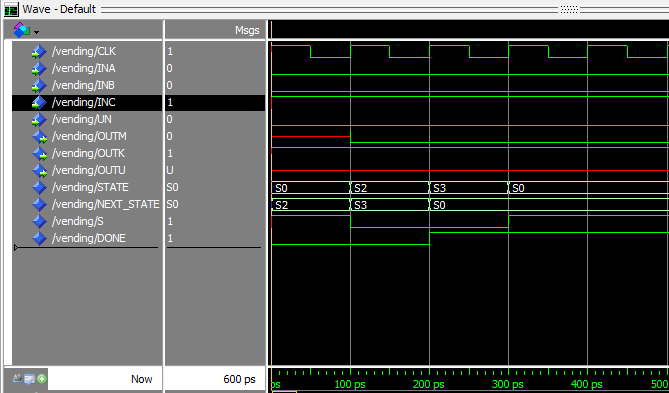 Wave - Default
Msgs
/vending/CLK 1
/vending/INA 0
/vending/INB 0
/vending/INC 1
/vending/UN 0
/vending/OUTM 0
/vending/OUTK 1
/vending/OUTU U
/vending/STATE S0 S0 S2 S3 S0
/vending/NEXT_STATE S0 S2 S3 S0
/vending/S 1
/vending/DONE 1
Now 600 ps ps 100 ps 200 ps 300 ps 400 ps 500